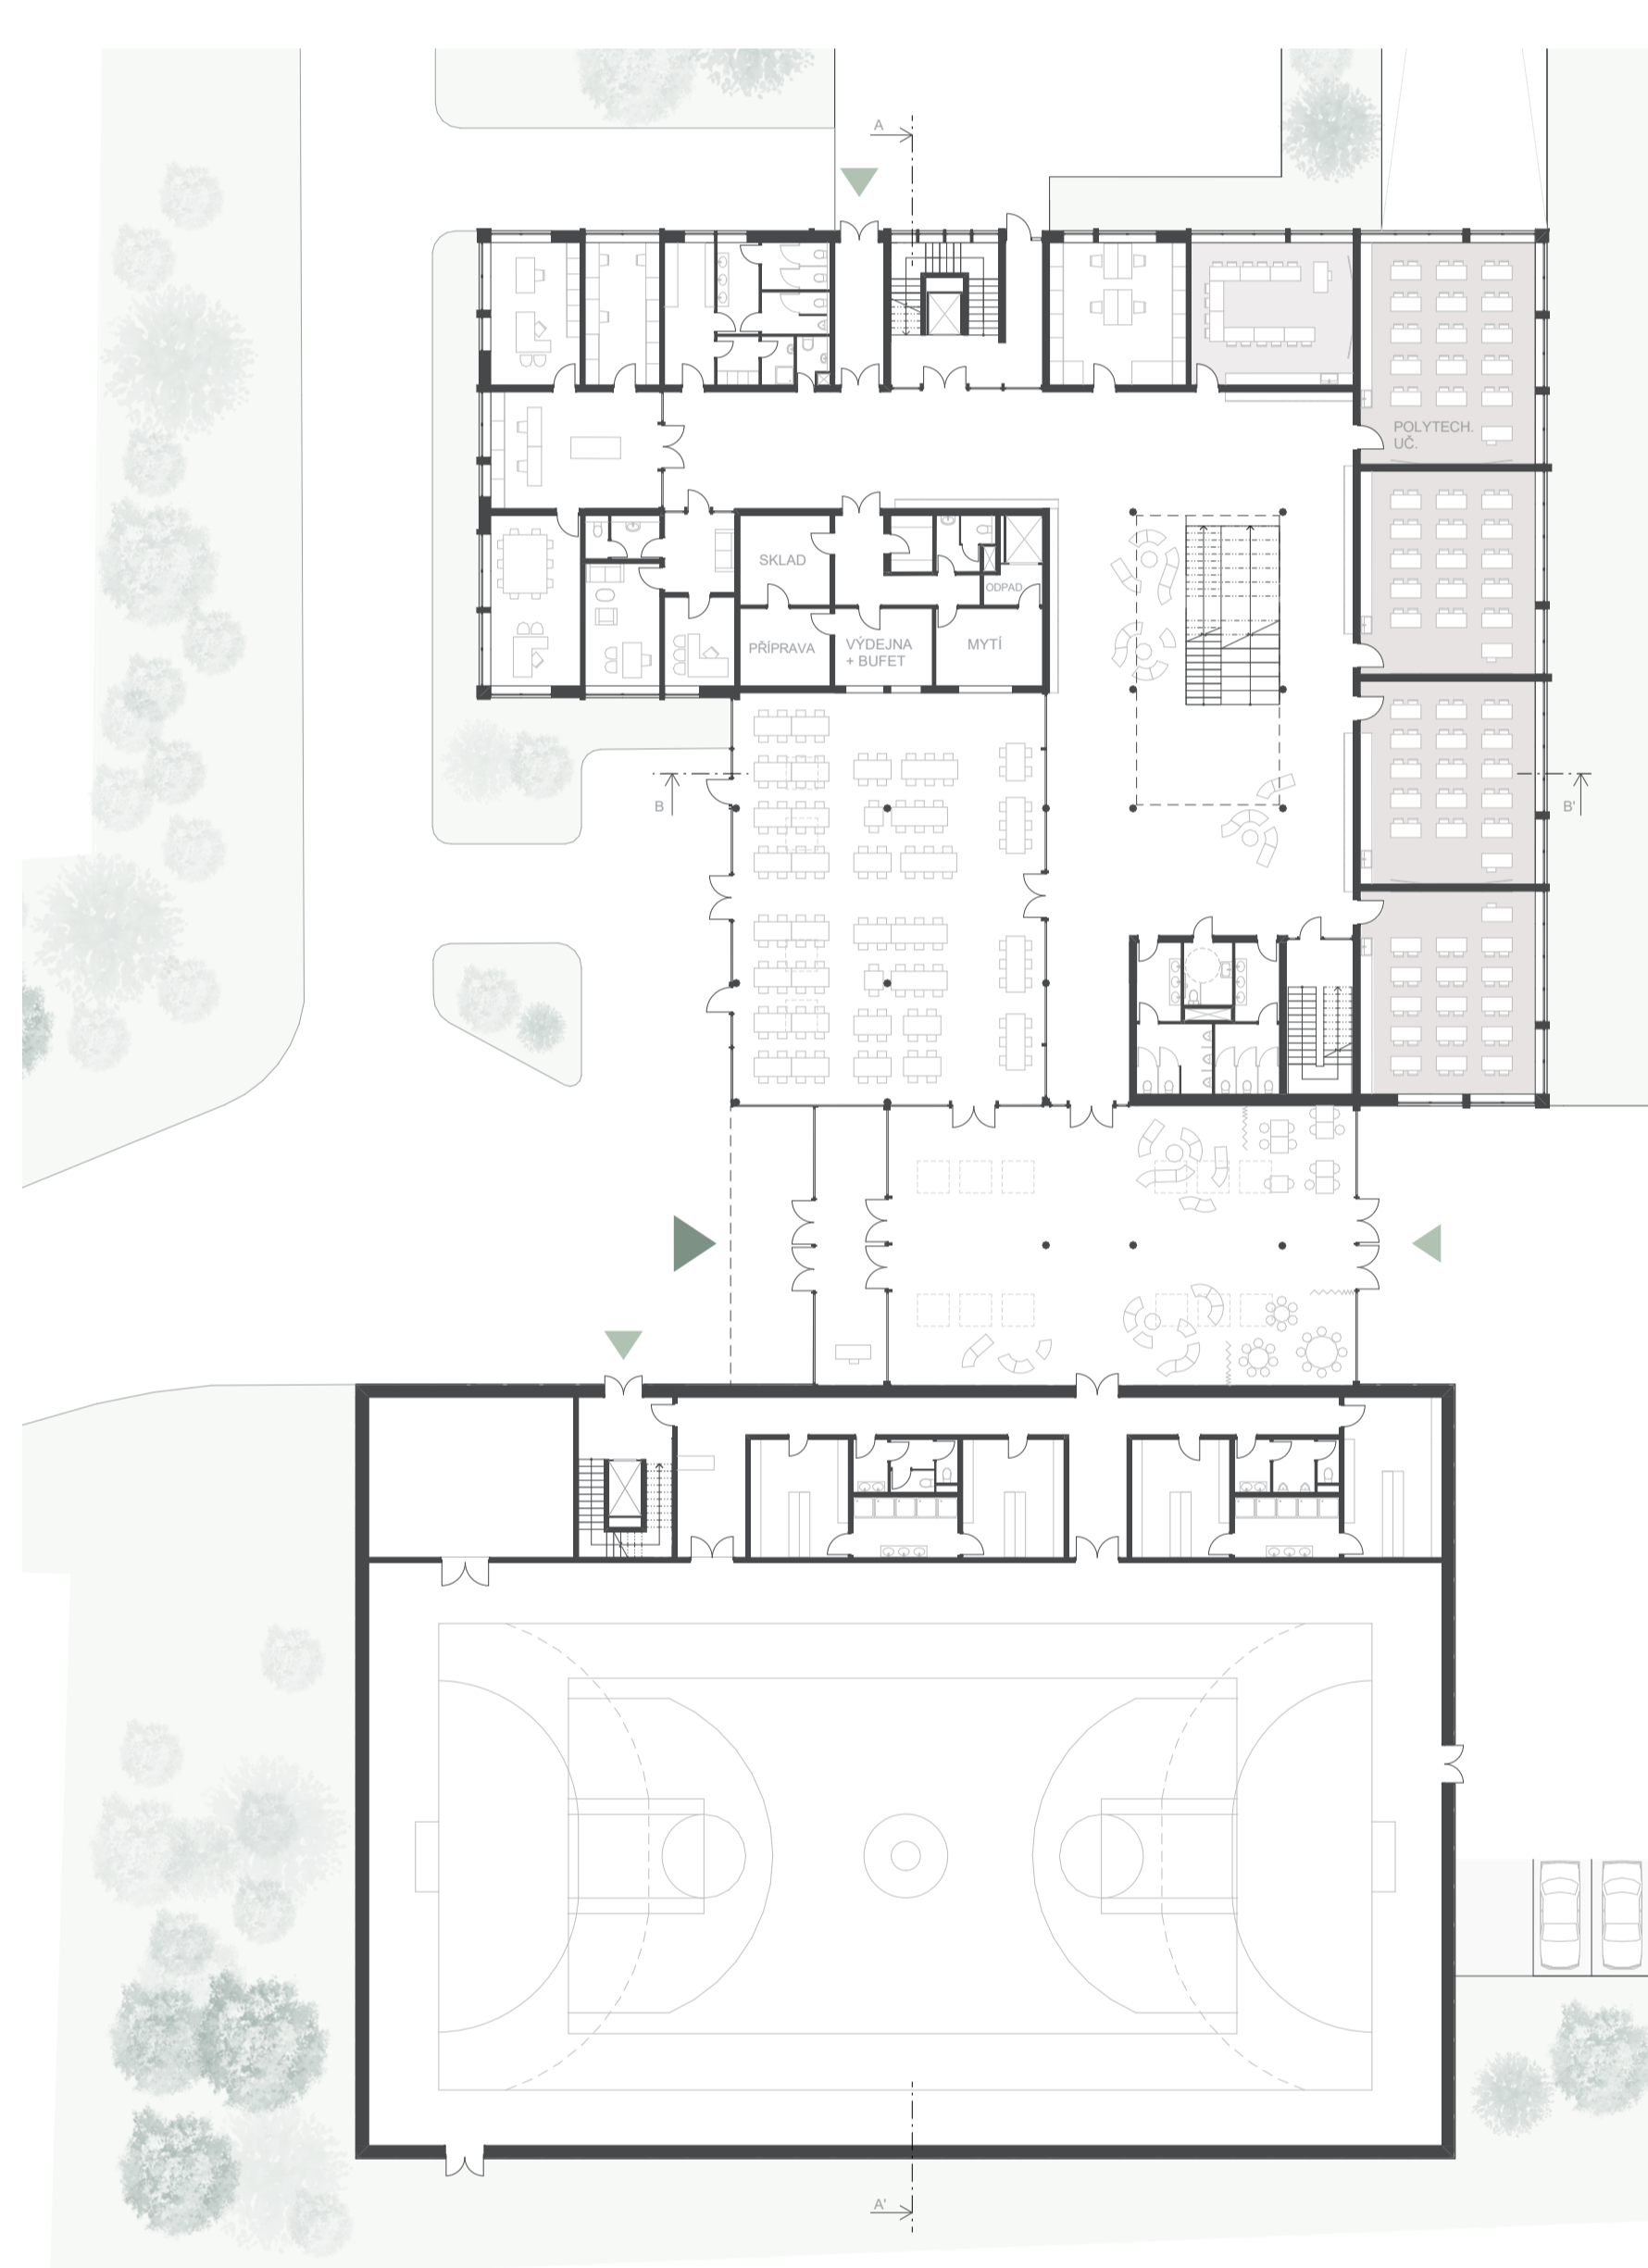 A
POLYTECH.
UČ.
SKLAD
ODPAD
PŘÍPRAVA
VÝDEJNA
+ BUFET
MYTÍ
B
B'
A'